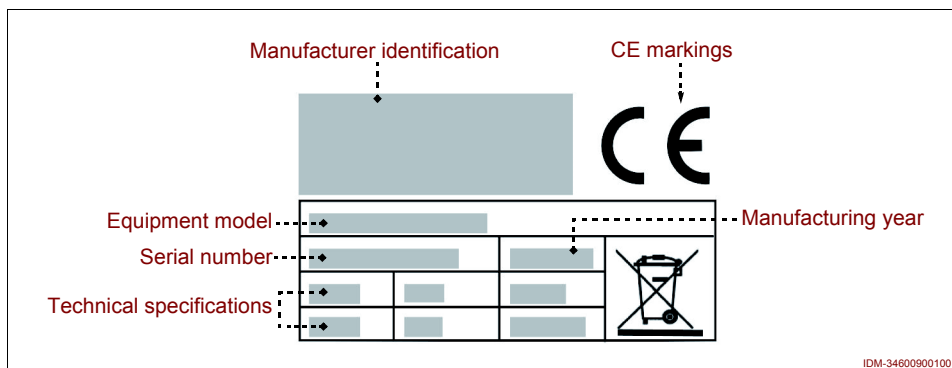 Manufacturer identification
CE markings
CE
Equipment model
Manufacturing year
Serial number
Technical specifications
IDM-34600900100